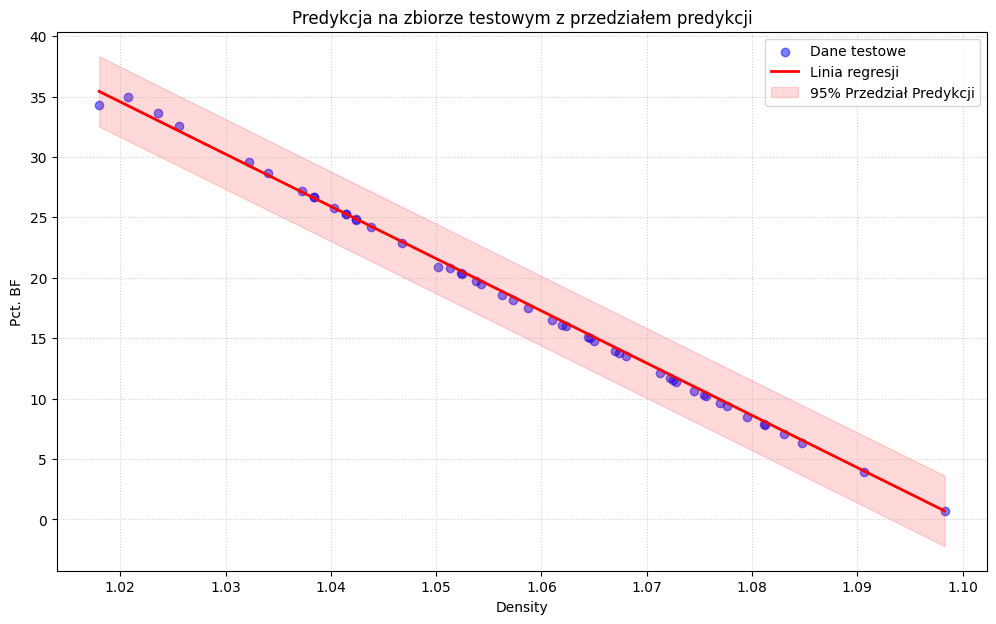 Predykcja na zbiorze testowym z przedziałem predykcji
Dane testowe
Linia regresji
95% Przedział Predykcji
Pct. BF
40
35
30
25
20
15
10
5
0
1.02 1.03 1.04 1.05 1.06 1.07 1.08 1.09 1.10
Density